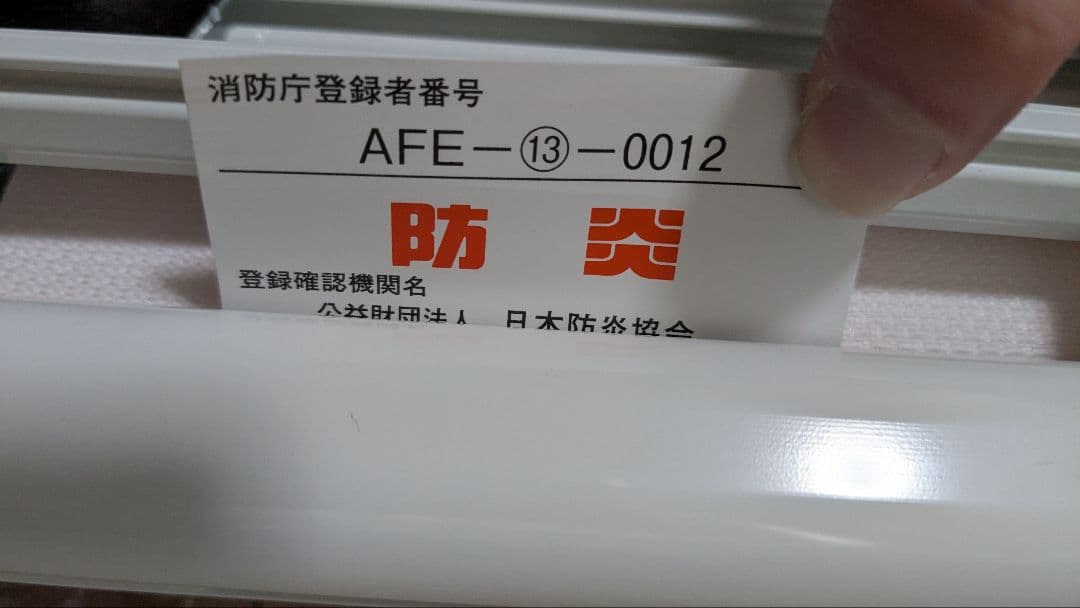 消防庁登録者番号
AFE-⑬-0012
防炎
登録確認機関名
公益財団法人 日本防炎協会